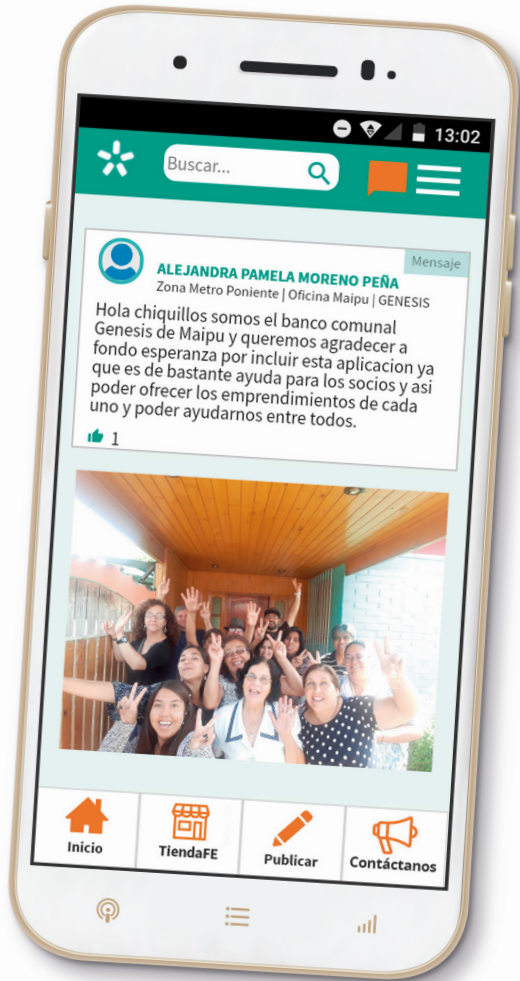 13:02
Buscar...
Mensaje
ALEJANDRA PAMELA MORENO PEÑA
Zona Metro Poniente | Oficina Maipu | GENESIS
Hola chiquillos somos el banco comunal
Genesis de Maipu y queremos agradecer a
fondo esperanza por incluir esta aplicacion ya
que es de bastante ayuda para los socios y asi
poder ofrecer los emprendimientos de cada
uno y poder ayudarnos entre todos.
1
Inicio
TiendaFE
Publicar
Contáctanos